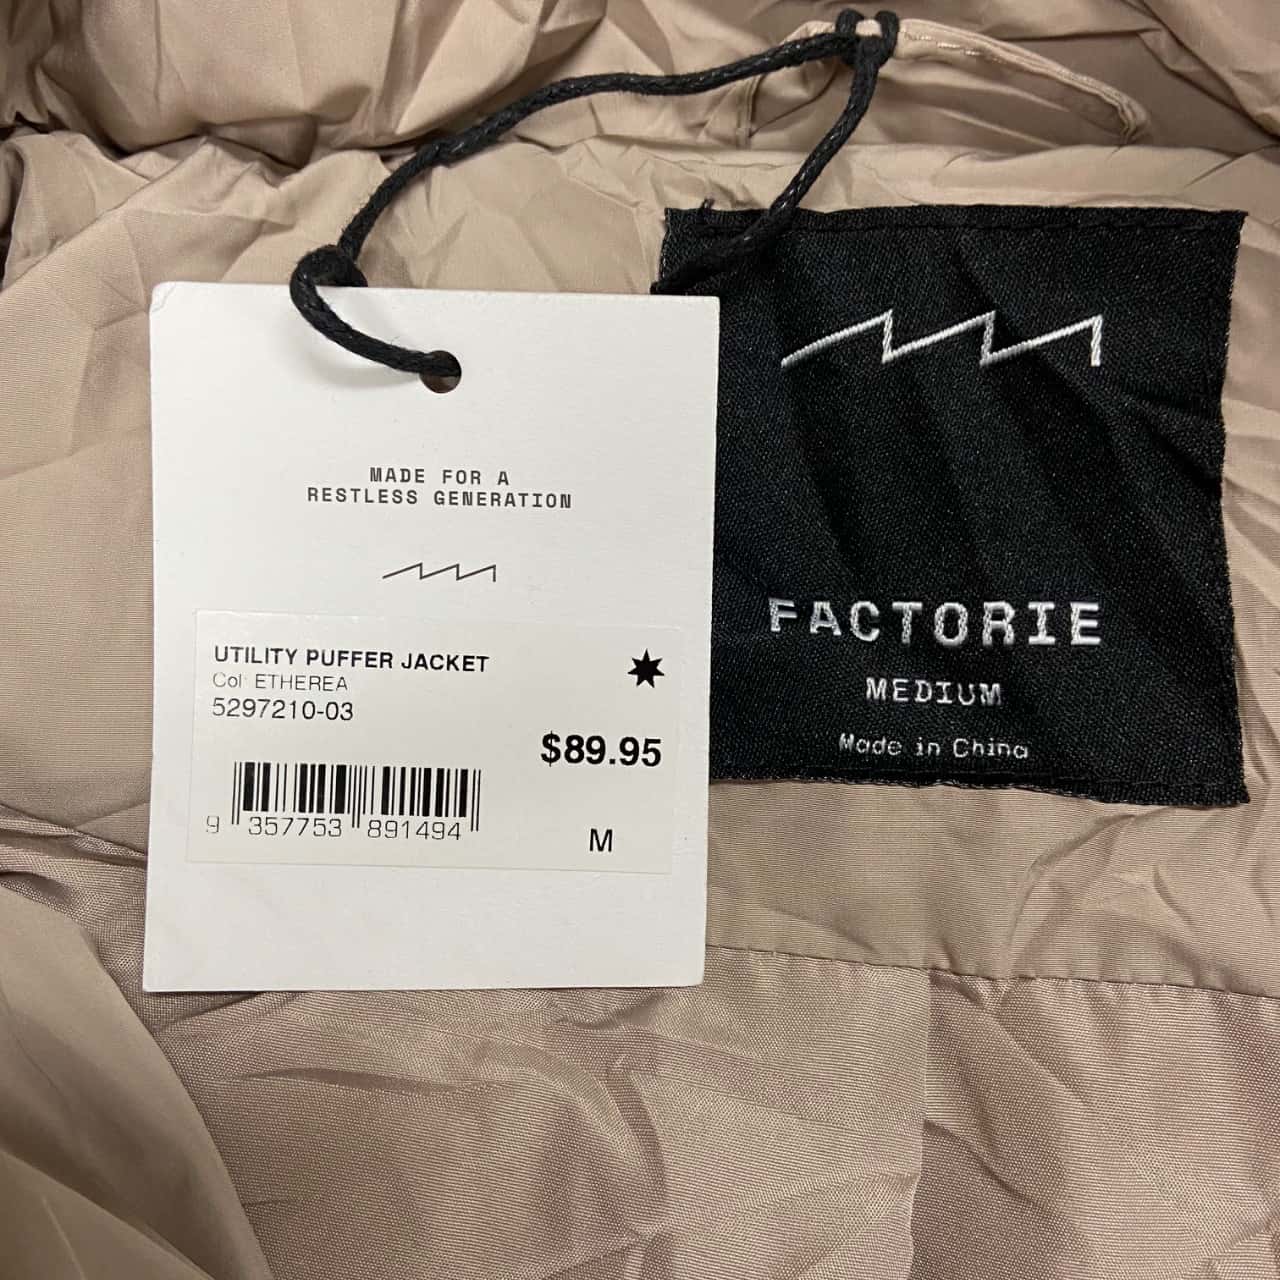 MADE FOR A
RESTLESS GENERATION
UTILITY PUFFER JACKET
Col: ETHEREA
5297210-03
$89.95
9 357753 891494
M
FACTORIE
MEDIUM
Made in China